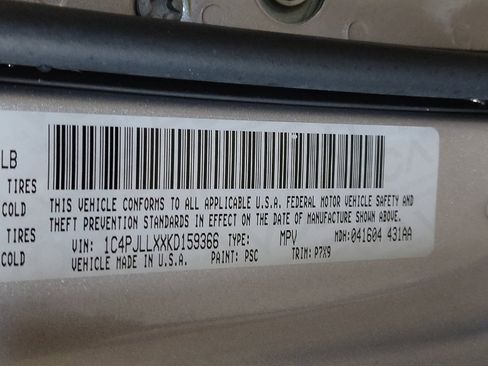 LB
TIRES
COLD
TIRES
COLD
THIS VEHICLE CONFORMS TO ALL APPLICABLE U.S.A. FEDERAL MOTOR VEHICLE SAFETY AND
THEFT PREVENTION STANDARDS IN EFFECT ON THE DATE OF MANUFACTURE SHOWN ABOVE.
VIN: 1C4PJLLXXKD159366 TYPE: MPV MDH: 041604 431AA
VEHICLE MADE IN U.S.A. PAINT: PSC TRIM: P7X9